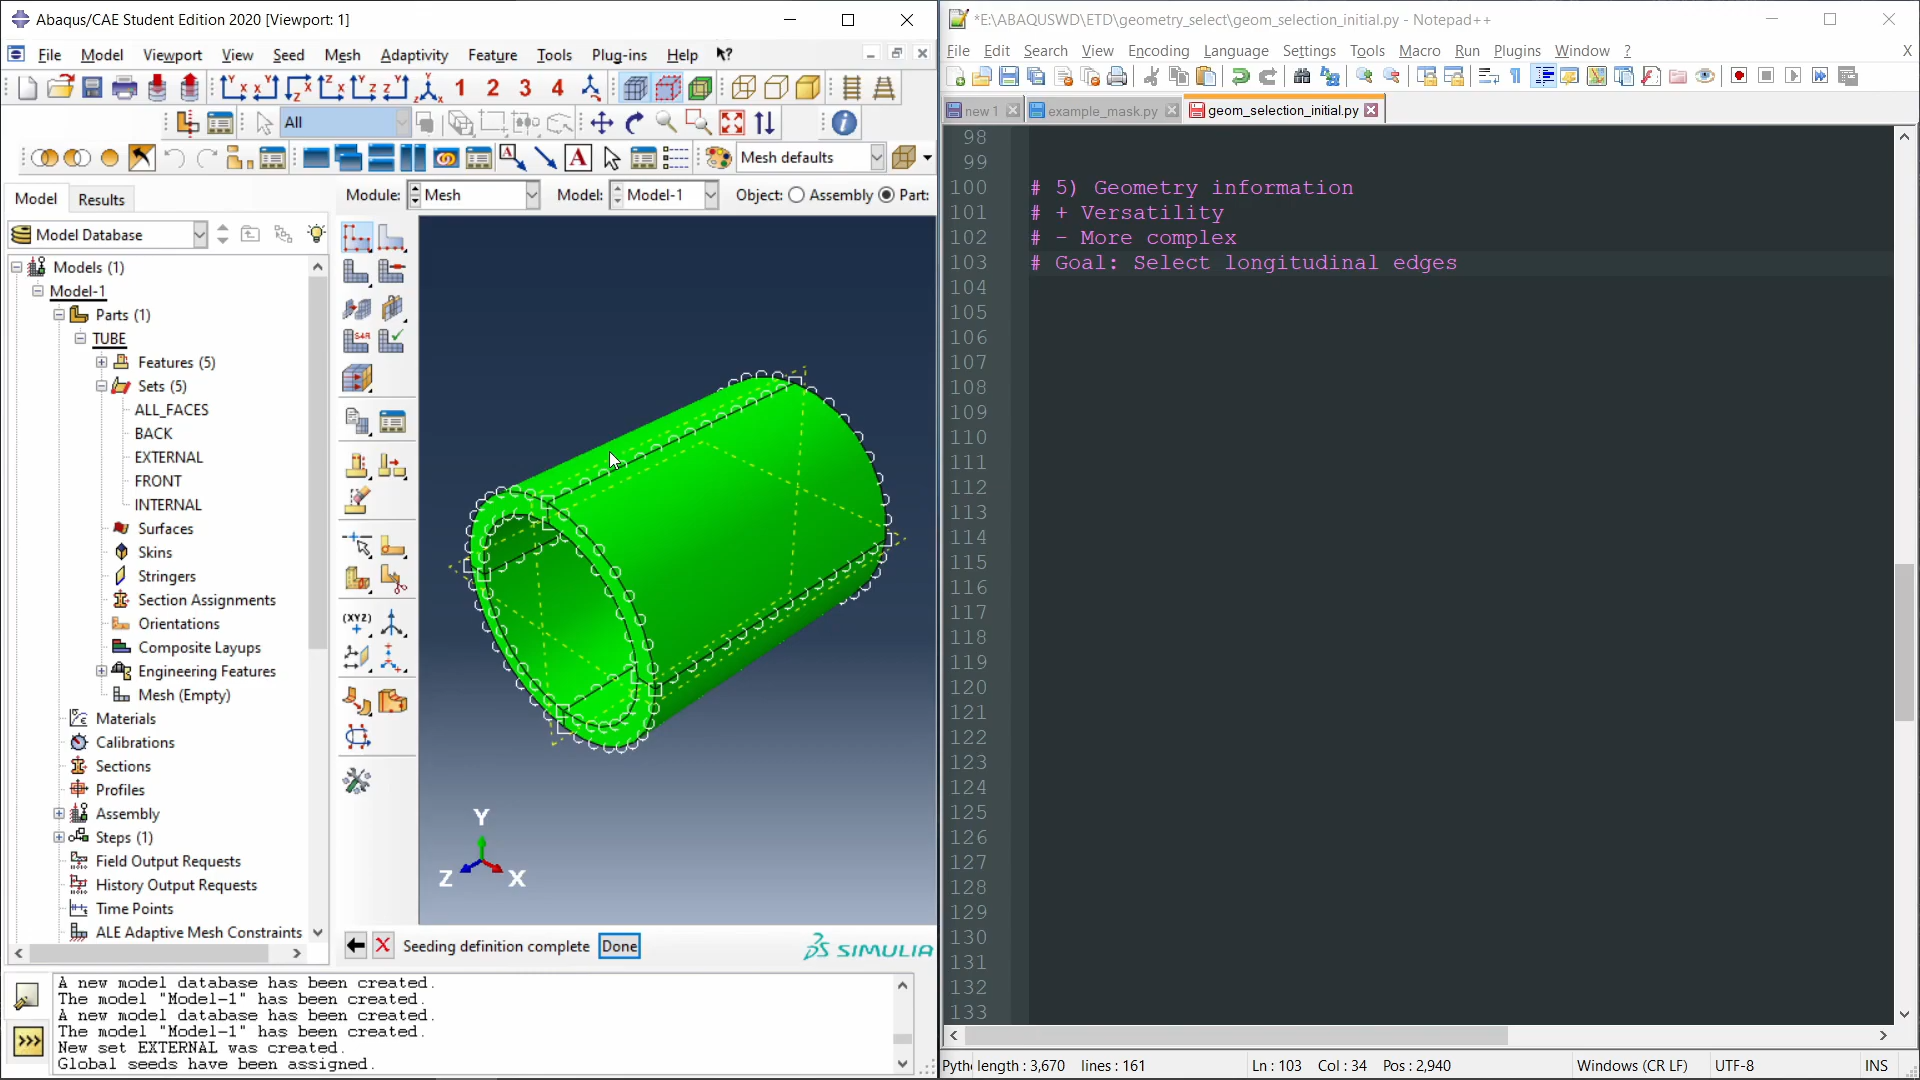 Abaqus/CAE Student Edition 2020 [Viewport: 1]
File Model Viewport View Seed Mesh Adaptivity Feature Tools Plug-ins Help
1 2 3 4
All
Mesh defaults
Model Results
Module: Mesh Model: Model-1 Object: Assembly Part:
Model Database
Models (1)
Model-1
Parts (1)
TUBE
Features (5)
Sets (5)
ALL_FACES
BACK
EXTERNAL
FRONT
INTERNAL
Surfaces
Skins
Stringers
Section Assignments
Orientations
Composite Layups
Engineering Features
Mesh (Empty)
Materials
Calibrations
Sections
Profiles
Assembly
Steps (1)
Field Output Requests
History Output Requests
Time Points
ALE Adaptive Mesh Constraints
(XYZ)
Y
Z X
Seeding definition complete Done
SIMULIA
A new model database has been created.
The model "Model-1" has been created.
A new model database has been created.
The model "Model-1" has been created.
New set EXTERNAL was created.
Global seeds have been assigned.
*E:\ABAQUSWD\ETD\geometry_select\geom_selection_initial.py - Notepad++
File Edit Search View Encoding Language Settings Tools Macro Run Plugins Window ? X
new 1 example_mask.py geom_selection_initial.py
98
99
100 # 5) Geometry information
101 # + Versatility
102 # - More complex
103 # Goal: Select longitudinal edges
104
105
106
107
108
109
110
111
112
113
114
115
116
117
118
119
120
121
122
123
124
125
126
127
128
129
130
131
132
133
Pyth length : 3,670 lines : 161 Ln : 103 Col : 34 Pos : 2,940 Windows (CR LF) UTF-8 INS